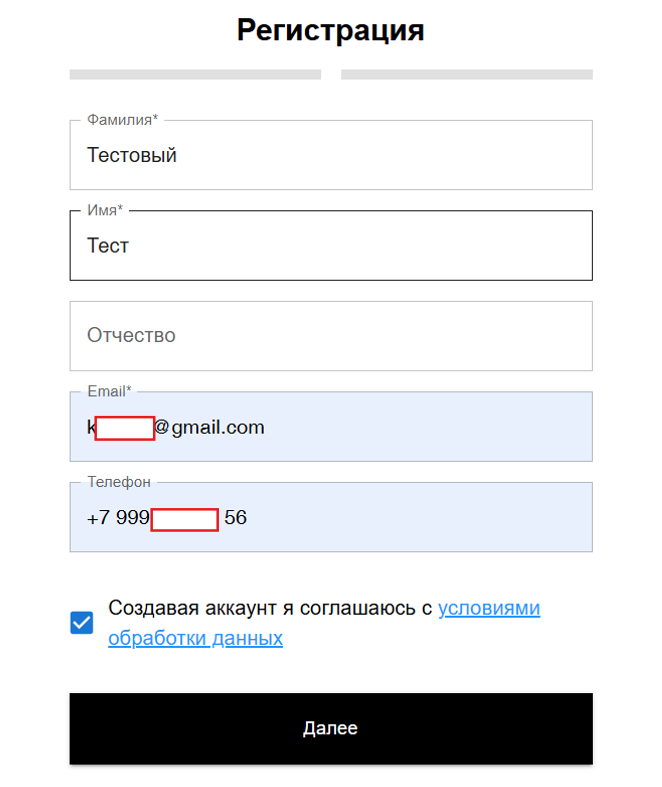 Регистрация
Фамилия*
Тестовый
Имя*
Тест
Отчество
Email*
k @gmail.com
Телефон
+7 999 56
Создавая аккаунт я соглашаюсь с условиями
обработки данных
Далее